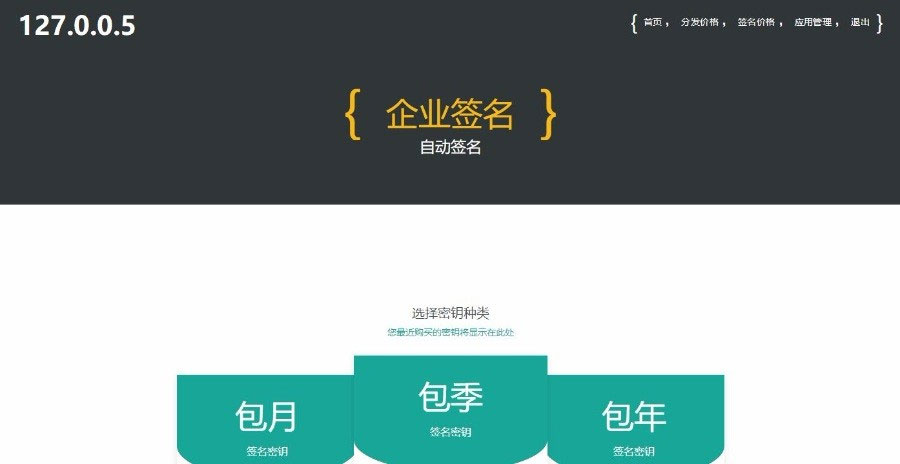 127.0.0.5
{ 首页 , 分发价格 , 签名价格 , 应用管理 , 退出 }
{ 企业签名 }
自动签名
选择密钥种类
您最近购买的密钥将显示在此处
包月
包季
包年
签名密钥
签名密钥
签名密钥